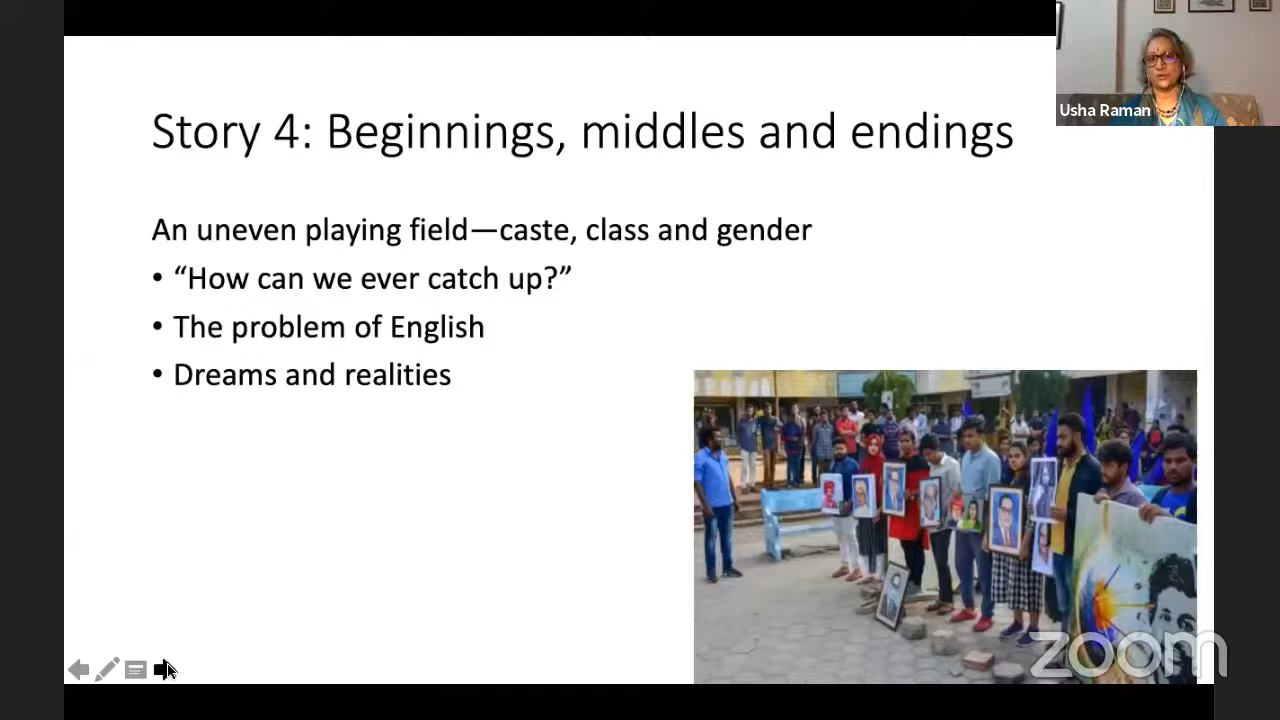 Usha Raman
Story 4: Beginnings, middles and endings
An uneven playing field—caste, class and gender
• “How can we ever catch up?”
• The problem of English
• Dreams and realities
zoom